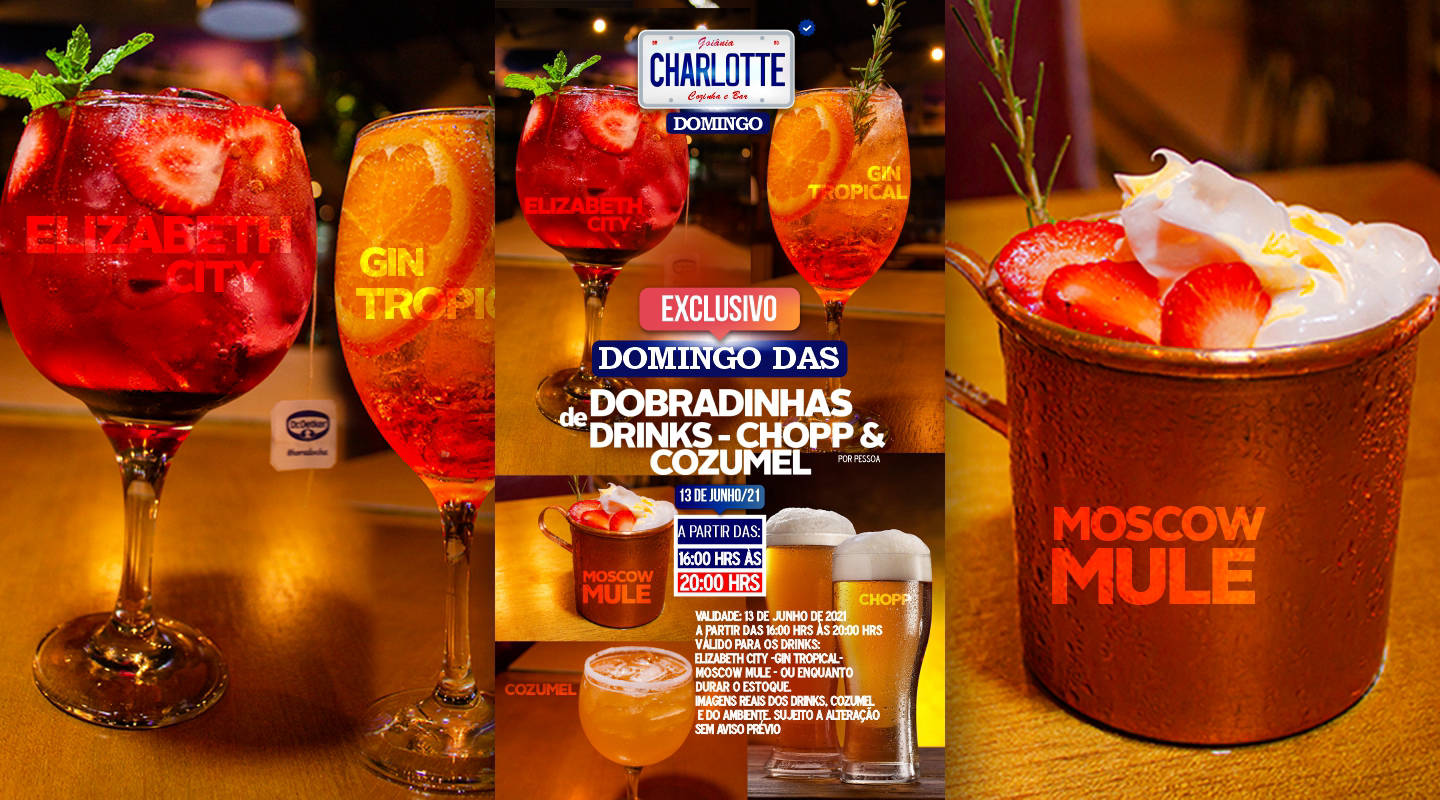 ELIZABETH
CITY
GIN
TROPIC
Dr.Oetker
Goiânia
CHARLOTTE
Cozinha e Bar
DOMINGO
ELIZABETH
CITY
GIN
TROPICAL
EXCLUSIVO
DOMINGO DAS
DOBRADINHAS
de DRINKS - CHOPP &
COZUMEL
POR PESSOA
13 DE JUNHO/21
A PARTIR DAS:
16:00 HRS ÀS
20:00 HRS
MOSCOW
MULE
CHOPP
COZUMEL
VALIDADE: 13 DE JUNHO DE 2021
A PARTIR DAS 16:00 HRS ÀS 20:00 HRS
VÁLIDO PARA OS DRINKS:
ELIZABETH CITY -GIN TROPICAL-
MOSCOW MULE - OU ENQUANTO
DURAR O ESTOQUE.
IMAGENS REAIS DOS DRINKS, COZUMEL
E DO AMBIENTE. SUJEITO A ALTERAÇÃO
SEM AVISO PRÉVIO
MOSCOW
MULE